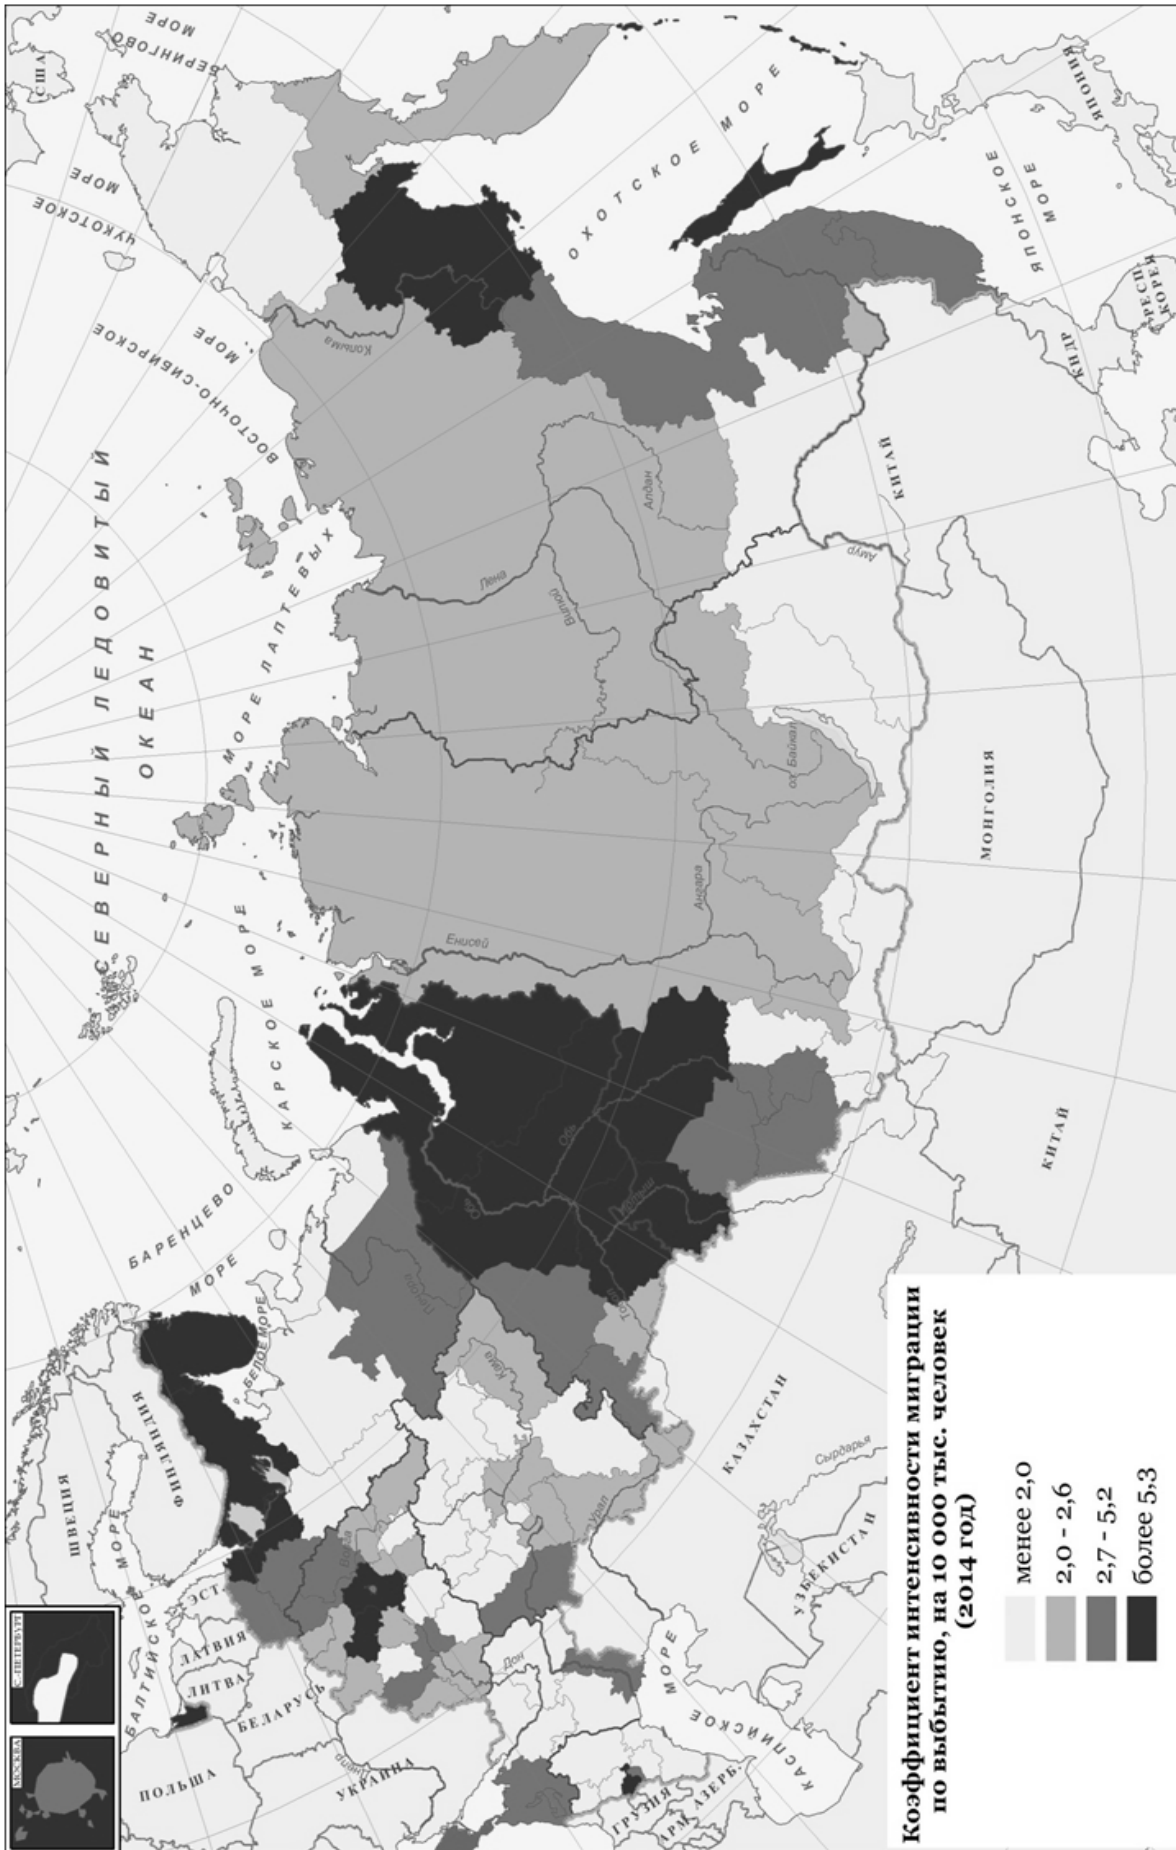 СЕВЕРНЫЙ ЛЕДОВИТЫЙ
ОКЕАН
США
БЕРИНГОВО
МОРЕ
ЧУКОТСКОЕ
МОРЕ
ВОСТОЧНО-СИБИРСКОЕ
МОРЕ
МОРЕ ЛАПТЕВЫХ
КАРСКОЕ МОРЕ
БАРЕНЦЕВО
МОРЕ
БЕЛОЕ МОРЕ
ОХОТСКОЕ МОРЕ
ЯПОНСКОЕ
МОРЕ
ЯПОНИЯ
РЕСП.
КОРЕЯ
КНДР
КИТАЙ
МОНГОЛИЯ
КИТАЙ
КАЗАХСТАН
УЗБЕКИСТАН
Сырдарья
КАСПИЙСКОЕ
МОРЕ
АЗЕРБ.
АРМ.
ГРУЗИЯ
УКРАИНА
БЕЛАРУСЬ
ПОЛЬША
ЛИТВА
ЛАТВИЯ
ЭСТ.
БАЛТИЙСКОЕ
МОРЕ
ШВЕЦИЯ
ФИНЛЯНДИЯ
МОСКВА
С.-ПЕТЕРБУРГ
Колыма
Лена
Вилюй
Алдан
Амур
оз. Байкал
Ангара
Енисей
Обь
Обь
Иртыш
Тобол
Печора
Кама
Волга
Урал
Дон
Днепр
Коэффициент интенсивности миграции
по выбытию, на 10 000 тыс. человек
(2014 год)
менее 2,0
2,0 - 2,6
2,7 - 5,2
более 5,3